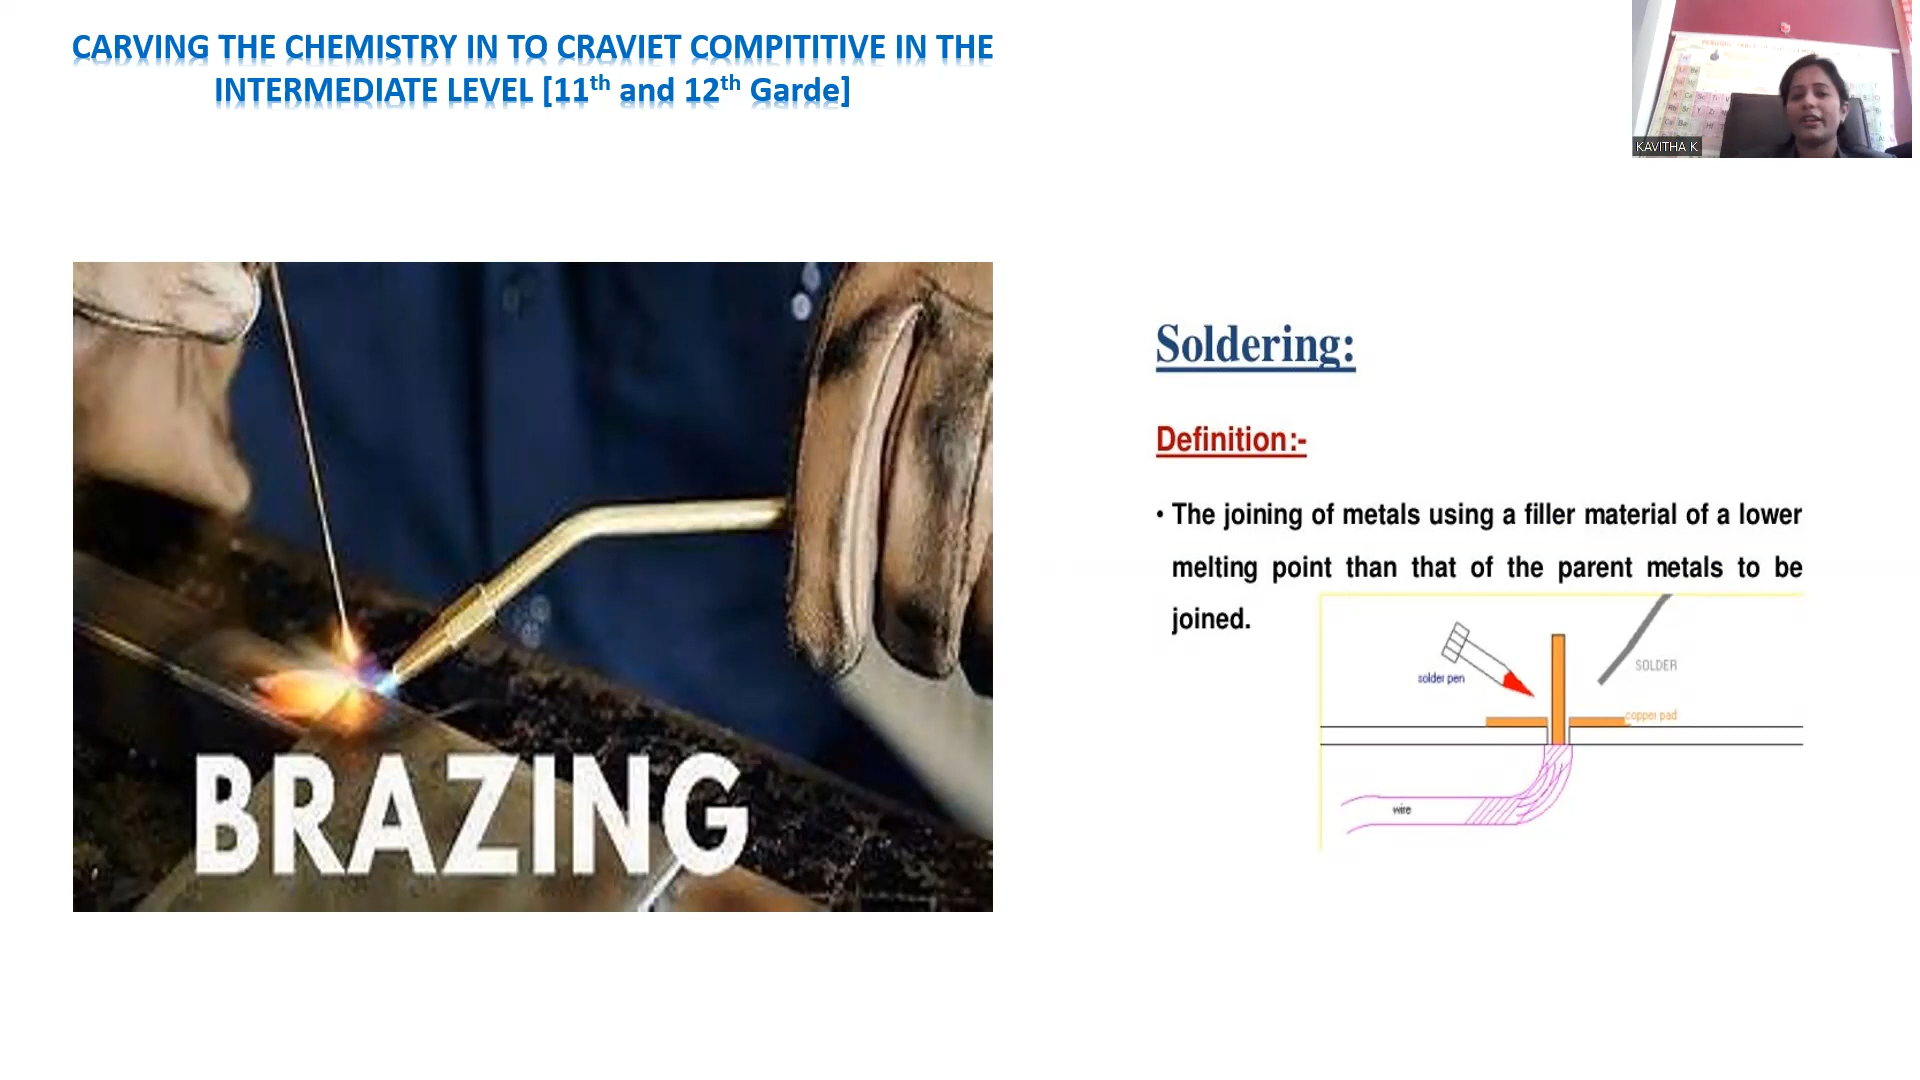 CARVING THE CHEMISTRY IN TO CRAVIET COMPITITIVE IN THE
INTERMEDIATE LEVEL [11th and 12th Garde]
KAVITHA K
BRAZING
Soldering:
Definition:-
• The joining of metals using a filler material of a lower
melting point than that of the parent metals to be
joined.
solder pen
SOLDER
copper pad
wire